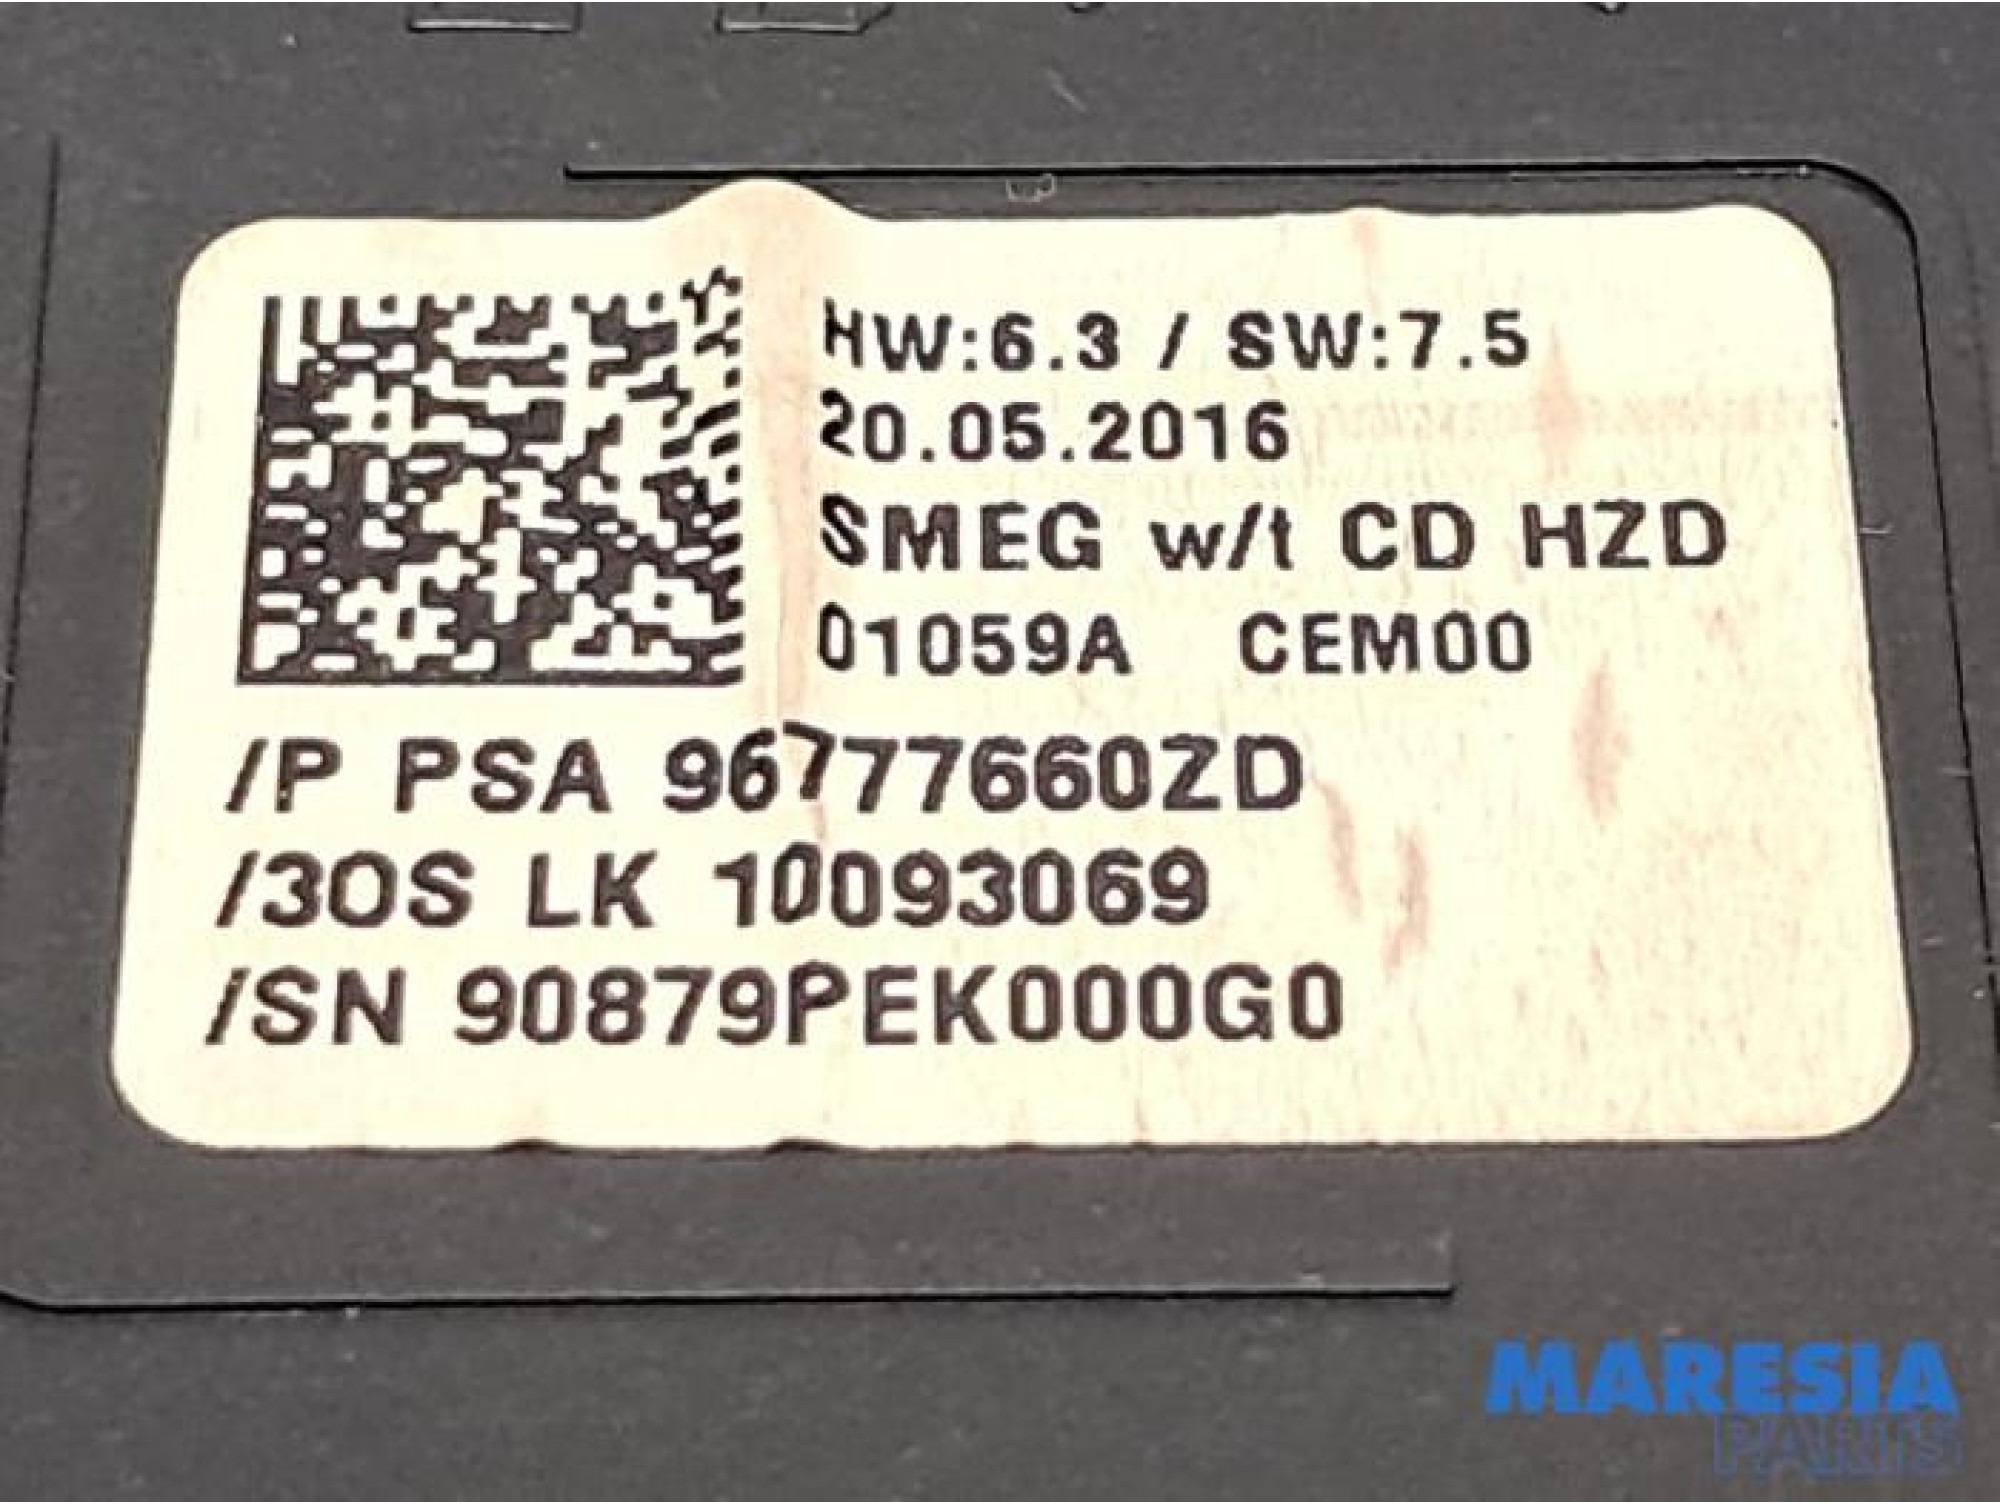 HW:6.3 / SW:7.5
20.05.2016
SMEG w/t CD HZD
01059A CEM00
/P PSA 96777660ZD
/3OS LK 10093069
/SN 90879PEK000G0
MARESIA
PARTS